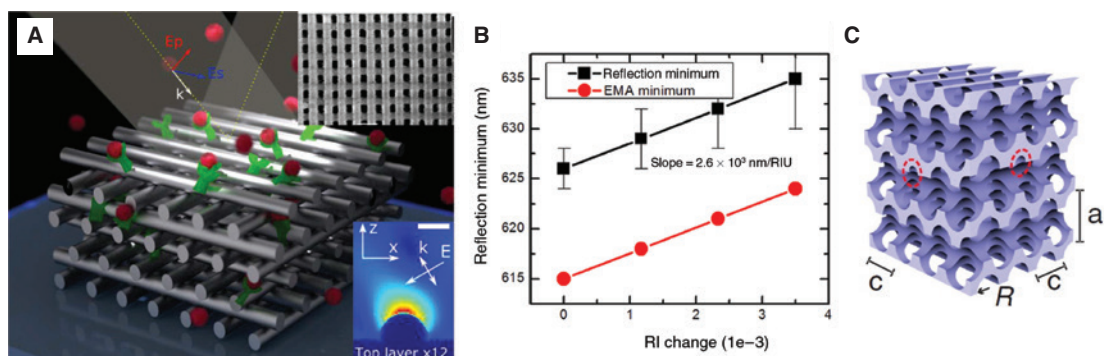 A
Ep
Es
k
z
x
k
E
Top layer x12
B
Reflection minimum (nm)
635
630
625
620
615
Reflection minimum
EMA minimum
Slope = 2.6 × 10³ nm/RIU
0
1
2
3
4
RI change (1e−3)
C
a
c
R
c